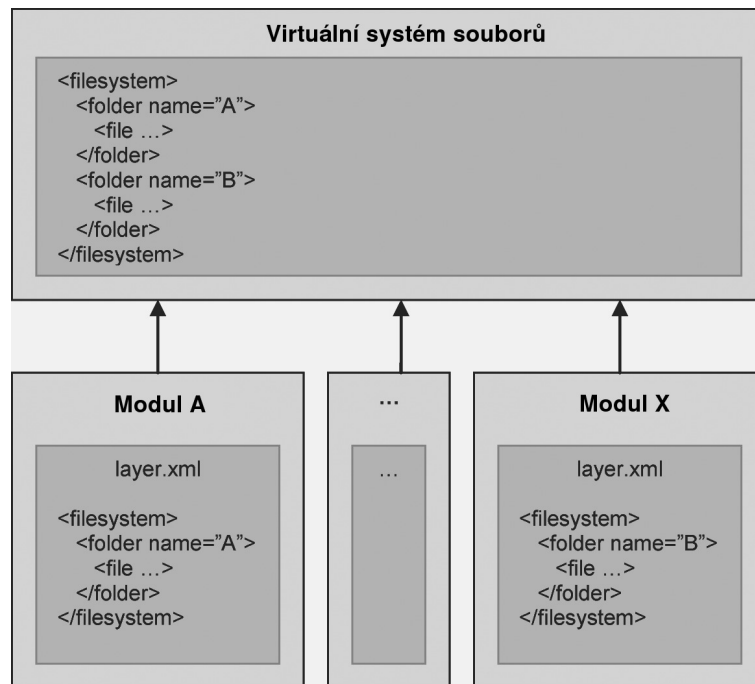 Virtuální systém souborů
<filesystem>
<folder name=”A”>
<file …>
</folder>
<folder name=”B”>
<file …>
</folder>
</filesystem>
Modul A
layer.xml
<filesystem>
<folder name=”A”>
<file …>
</folder>
</filesystem>
...
…
Modul X
layer.xml
<filesystem>
<folder name=”B”>
<file …>
</folder>
</filesystem>